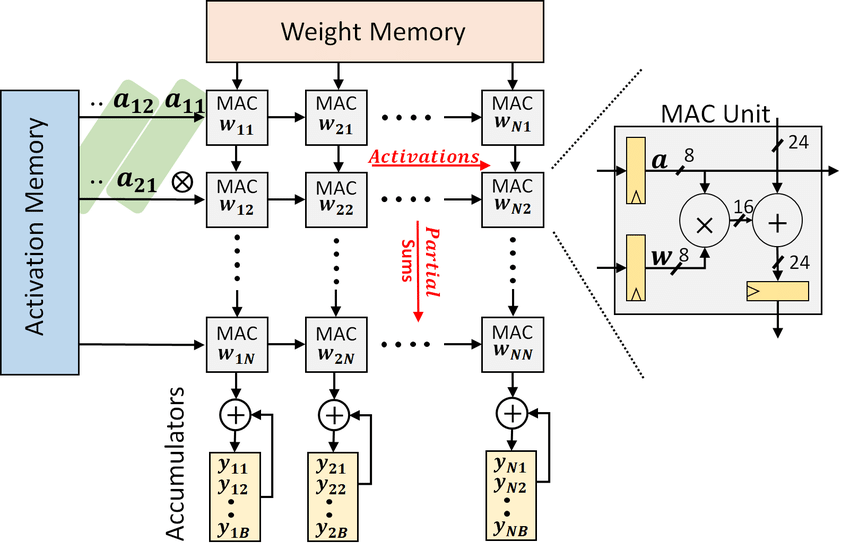 Weight Memory
Activation Memory
·· a12 a11
·· a21 ⊗
MAC w11
MAC w21
MAC wN1
MAC w12
MAC w22
MAC wN2
Activations
Partial Sums
MAC w1N
MAC w2N
MAC wNN
MAC Unit
a 8
24
×
16
+
w 8
24
Accumulators
+
+
+
y11
y12
y1B
y21
y22
y2B
yN1
yN2
yNB